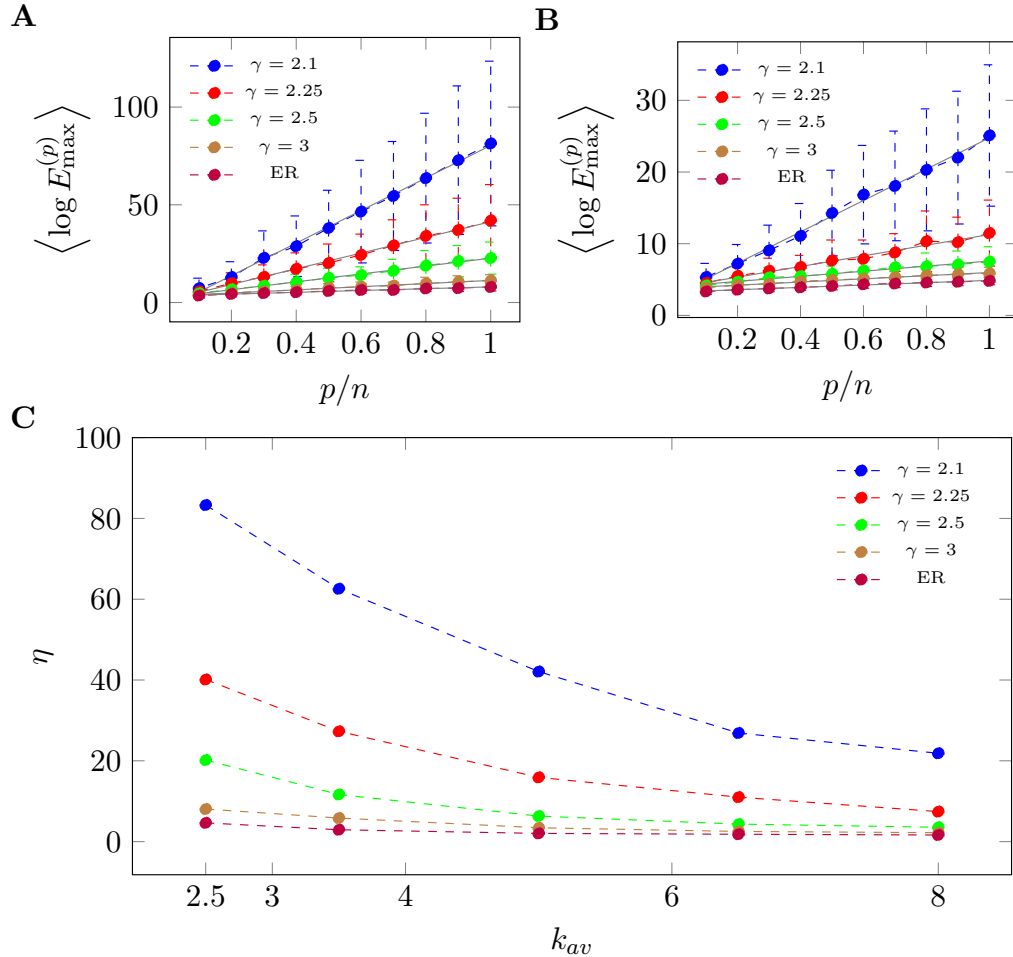 A
⟨log E_max^(p)⟩
100
50
0
γ = 2.1
γ = 2.25
γ = 2.5
γ = 3
ER
0.2 0.4 0.6 0.8 1
p/n
B
⟨log E_max^(p)⟩
30
20
10
0
γ = 2.1
γ = 2.25
γ = 2.5
γ = 3
ER
0.2 0.4 0.6 0.8 1
p/n
C
η
100
80
60
40
20
0
γ = 2.1
γ = 2.25
γ = 2.5
γ = 3
ER
2.5 3 4 6 8
k_av